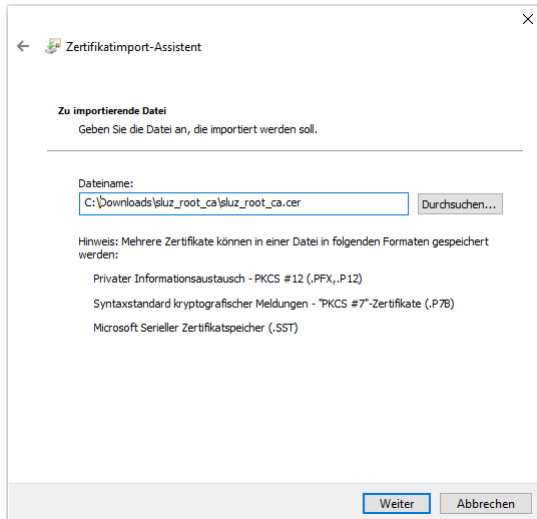 Zertifikatimport-Assistent
Zu importierende Datei
Geben Sie die Datei an, die importiert werden soll.
Dateiname:
C:\Downloads\sluz_root_ca\sluz_root_ca.cer
Durchsuchen...
Hinweis: Mehrere Zertifikate können in einer Datei in folgenden Formaten gespeichert
werden:
Privater Informationsaustausch - PKCS #12 (.PFX,.P12)
Syntaxstandard kryptografischer Meldungen - "PKCS #7"-Zertifikate (.P7B)
Microsoft Serieller Zertifikatspeicher (.SST)
Weiter
Abbrechen